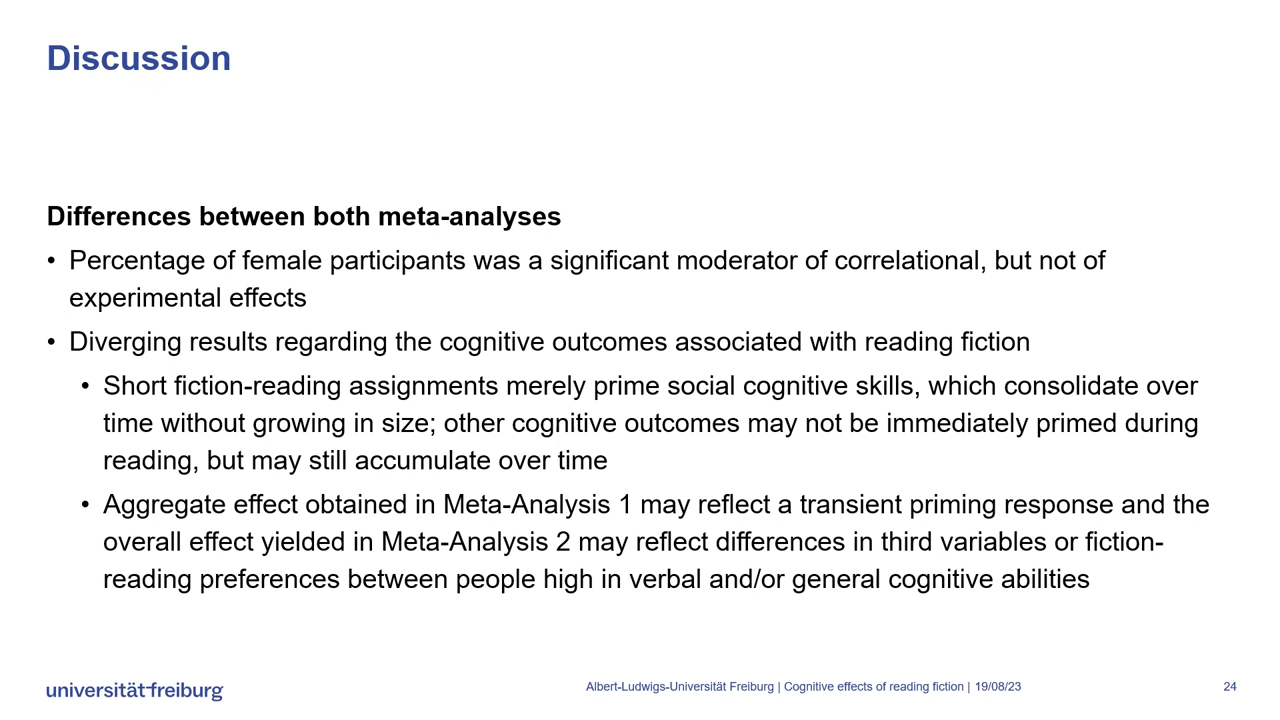 Discussion
Differences between both meta-analyses
• Percentage of female participants was a significant moderator of correlational, but not of
experimental effects
• Diverging results regarding the cognitive outcomes associated with reading fiction
• Short fiction-reading assignments merely prime social cognitive skills, which consolidate over
time without growing in size; other cognitive outcomes may not be immediately primed during
reading, but may still accumulate over time
• Aggregate effect obtained in Meta-Analysis 1 may reflect a transient priming response and the
overall effect yielded in Meta-Analysis 2 may reflect differences in third variables or fiction-
reading preferences between people high in verbal and/or general cognitive abilities
universität freiburg
Albert-Ludwigs-Universität Freiburg | Cognitive effects of reading fiction | 19/08/23
24